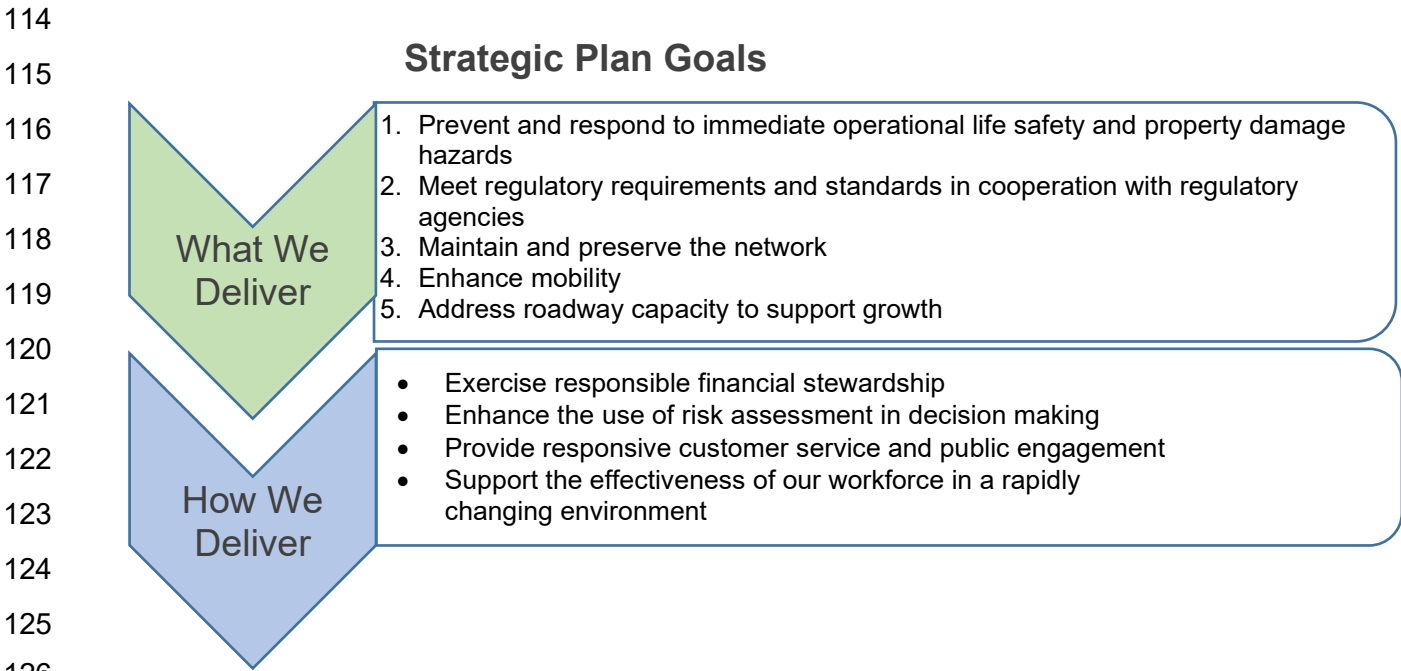 114
115
Strategic Plan Goals
116
117
118
119
What We
Deliver
1. Prevent and respond to immediate operational life safety and property damage
hazards
2. Meet regulatory requirements and standards in cooperation with regulatory
agencies
3. Maintain and preserve the network
4. Enhance mobility
5. Address roadway capacity to support growth
120
121
122
123
124
125
126
How We
Deliver
• Exercise responsible financial stewardship
• Enhance the use of risk assessment in decision making
• Provide responsive customer service and public engagement
• Support the effectiveness of our workforce in a rapidly
changing environment